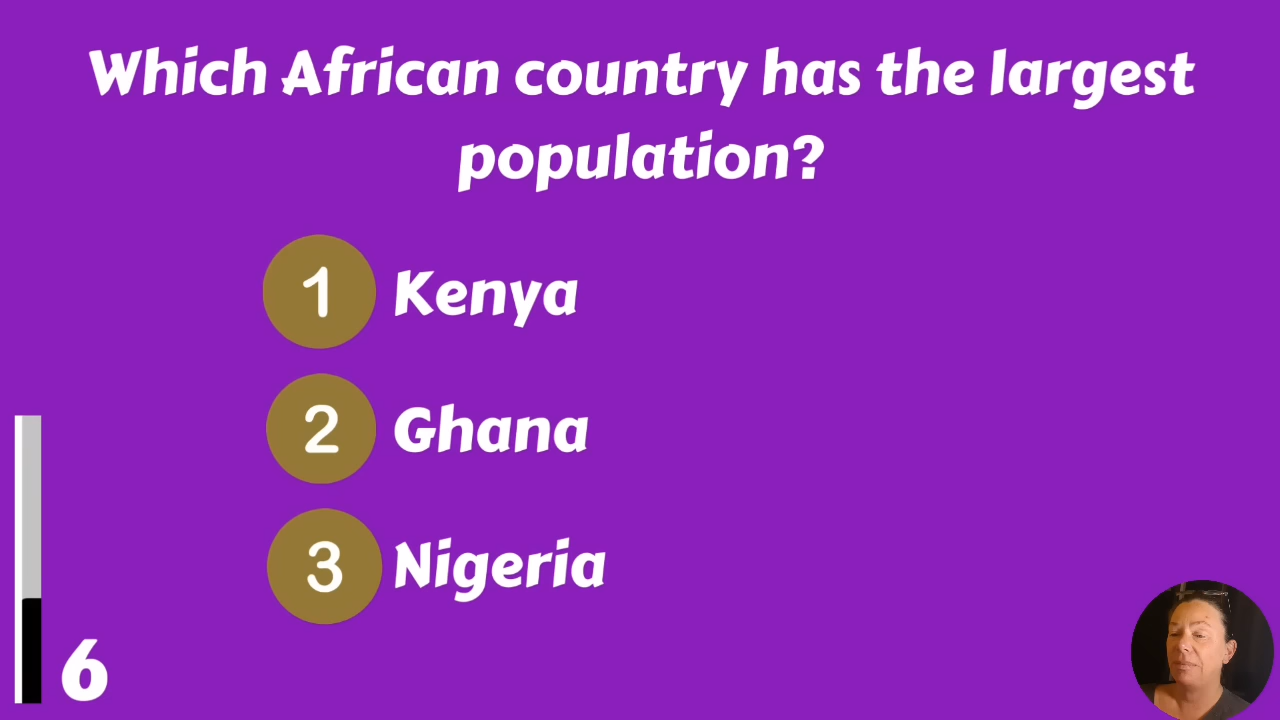 Which African country has the largest
population?
1 Kenya
2 Ghana
3 Nigeria
6